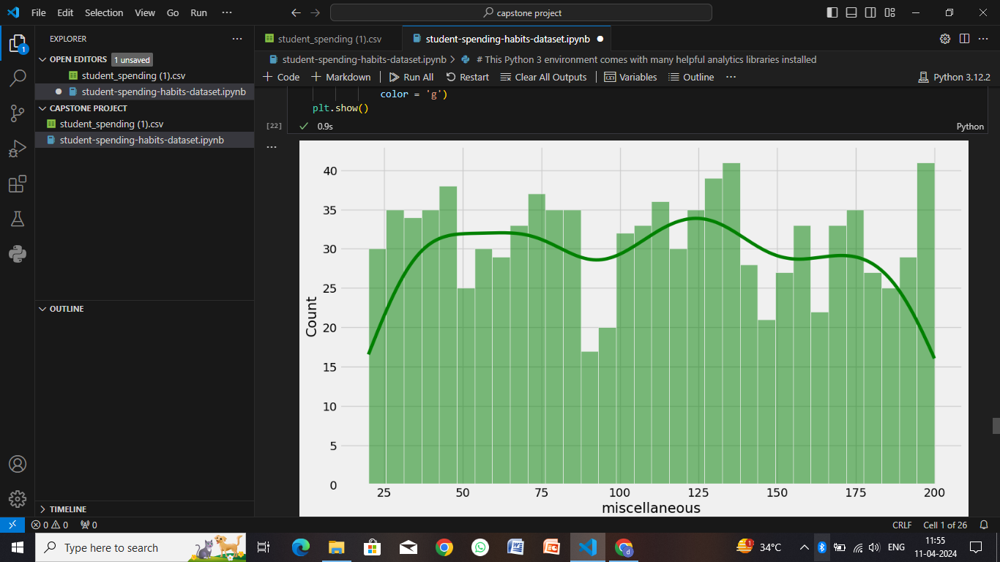 File Edit Selection View Go Run ···
capstone project
EXPLORER
OPEN EDITORS 1 unsaved
student_spending (1).csv
student-spending-habits-dataset.ipynb
CAPSTONE PROJECT
student_spending (1).csv
student-spending-habits-dataset.ipynb
OUTLINE
TIMELINE
1
student_spending (1).csv
student-spending-habits-dataset.ipynb
student-spending-habits-dataset.ipynb > # This Python 3 environment comes with many helpful analytics libraries installed
+ Code + Markdown Run All Restart Clear All Outputs Variables Outline ··· Python 3.12.2
color = 'g')
plt.show()
[22] 0.9s Python
Count
40
35
30
25
20
15
10
5
0
25 50 75 100 125 150 175 200
miscellaneous
0 0 0 CRLF Cell 1 of 26
Type here to search
1 34°C ENG
11:55
11-04-2024